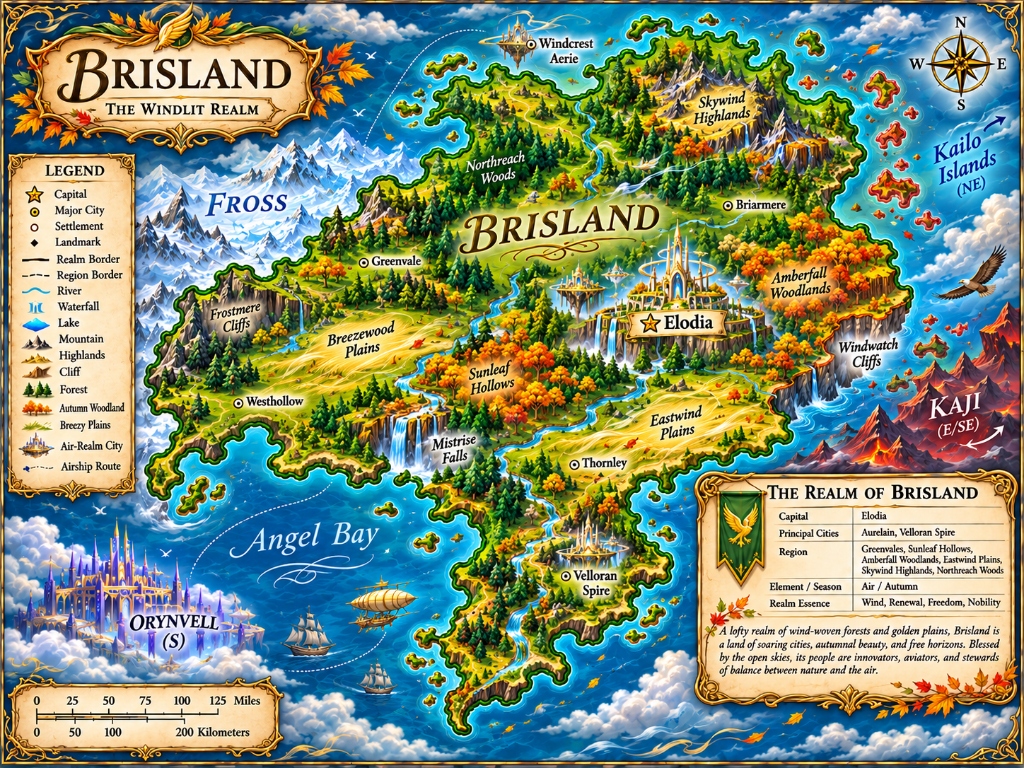 BRISLAND
THE WINDLIT REALM
Windcrest
Aerie
N
W
E
S
Skywind
Highlands
Kailo
Islands
(NE)
Northreach
Woods
LEGEND
Capital
Major City
Settlement
Landmark
Realm Border
Region Border
River
Waterfall
Lake
Mountain
Highlands
Cliff
Forest
Autumn Woodland
Breezy Plains
Air-Realm City
Airship Route
FROSS
BRISLAND
Briarmere
Greenvale
Amberfall
Woodlands
Frostmere
Cliffs
Elodia
Breezewood
Plains
Windwatch
Cliffs
Sunleaf
Hollows
Westhollow
KAJI
(E/SE)
Eastwind
Plains
Mistrise
Falls
Thornley
Angel Bay
Velloran
Spire
ORYNVELL
(S)
THE REALM OF BRISLAND
Capital Elodia
Principal Cities Aurelain, Velloran Spire
Region Greenvales, Sunleaf Hollows,
Amberfall Woodlands, Eastwind Plains,
Skywind Highlands, Northreach Woods
Element / Season Air / Autumn
Realm Essence Wind, Renewal, Freedom, Nobility
A lofty realm of wind-woven forests and golden plains, Brisland is
a land of soaring cities, autumnal beauty, and free horizons. Blessed
by the open skies, its people are innovators, aviators, and stewards
of balance between nature and the air.
0 25 50 75 100 125 Miles
0 50 100 200 Kilometers